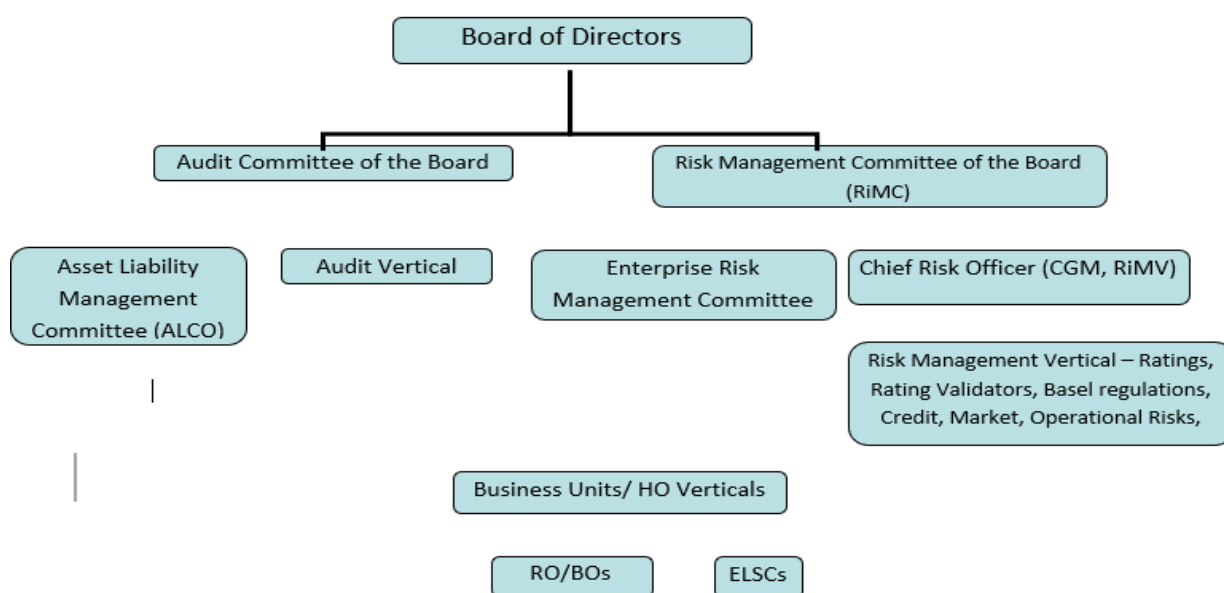 Board of Directors
Audit Committee of the Board
Risk Management Committee of the Board
(RiMC)
Asset Liability
Management
Committee (ALCO)
Audit Vertical
Enterprise Risk
Management Committee
Chief Risk Officer (CGM, RiMV)
Risk Management Vertical – Ratings,
Rating Validators, Basel regulations,
Credit, Market, Operational Risks,
Business Units/ HO Verticals
RO/BOs
ELSCs